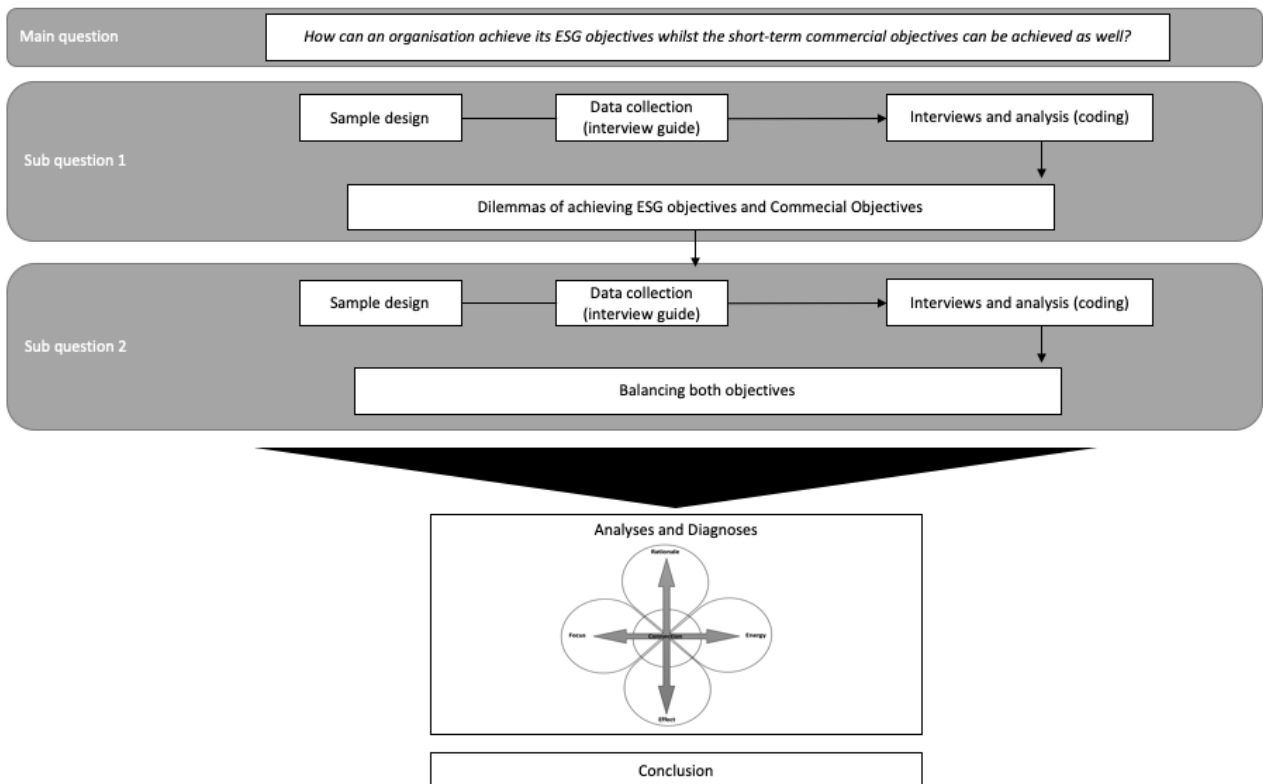 Main question
How can an organisation achieve its ESG objectives whilst the short-term commercial objectives can be achieved as well?
Sub question 1
Sample design
Data collection
(interview guide)
Interviews and analysis (coding)
Dilemmas of achieving ESG objectives and Commecial Objectives
Sub question 2
Sample design
Data collection
(interview guide)
Interviews and analysis (coding)
Balancing both objectives
Analyses and Diagnoses
Rationale
Focus
Connection
Energy
Effect
Conclusion